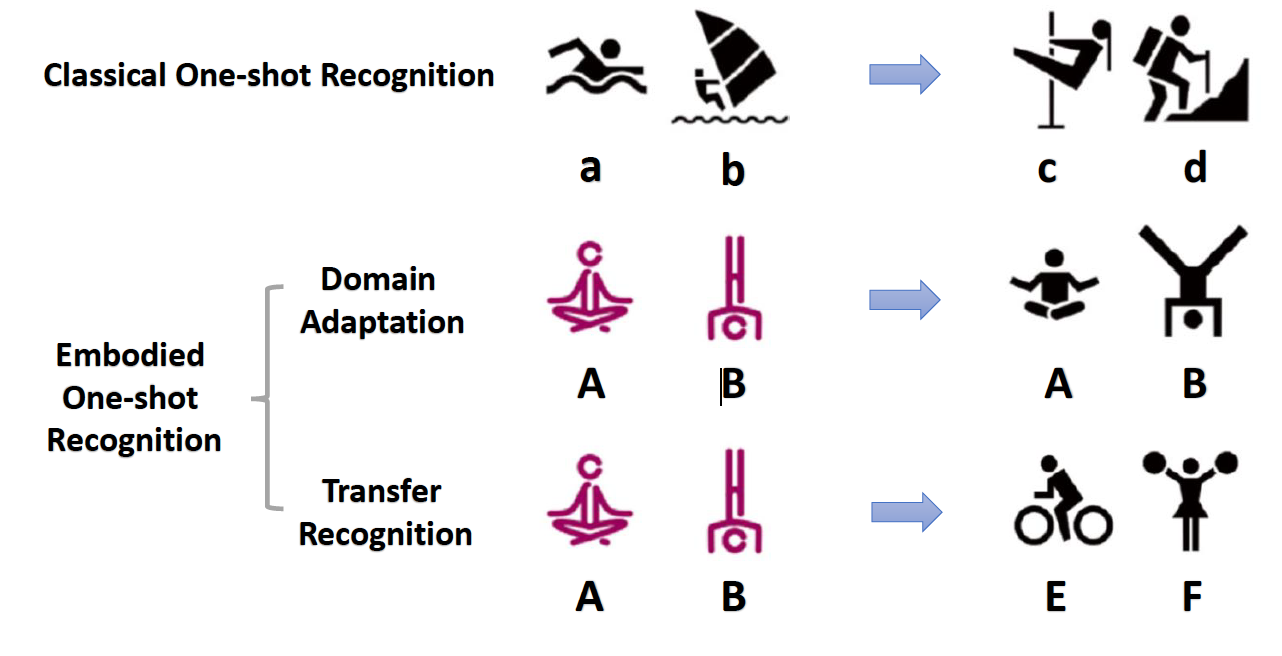 Classical One-shot Recognition
a b c d
Domain
Adaptation
A B A B
Embodied
One-shot
Recognition
Transfer
Recognition
A B E F